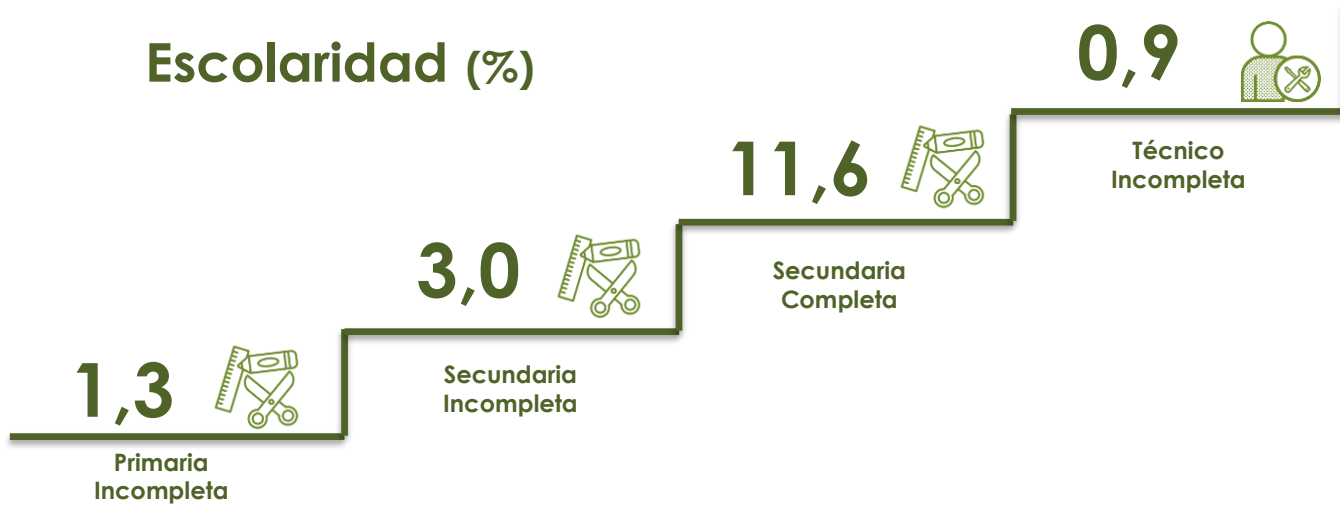 Escolaridad (%)
0,9
Técnico
Incompleta
11,6
Secundaria
Completa
3,0
Secundaria
Incompleta
1,3
Primaria
Incompleta